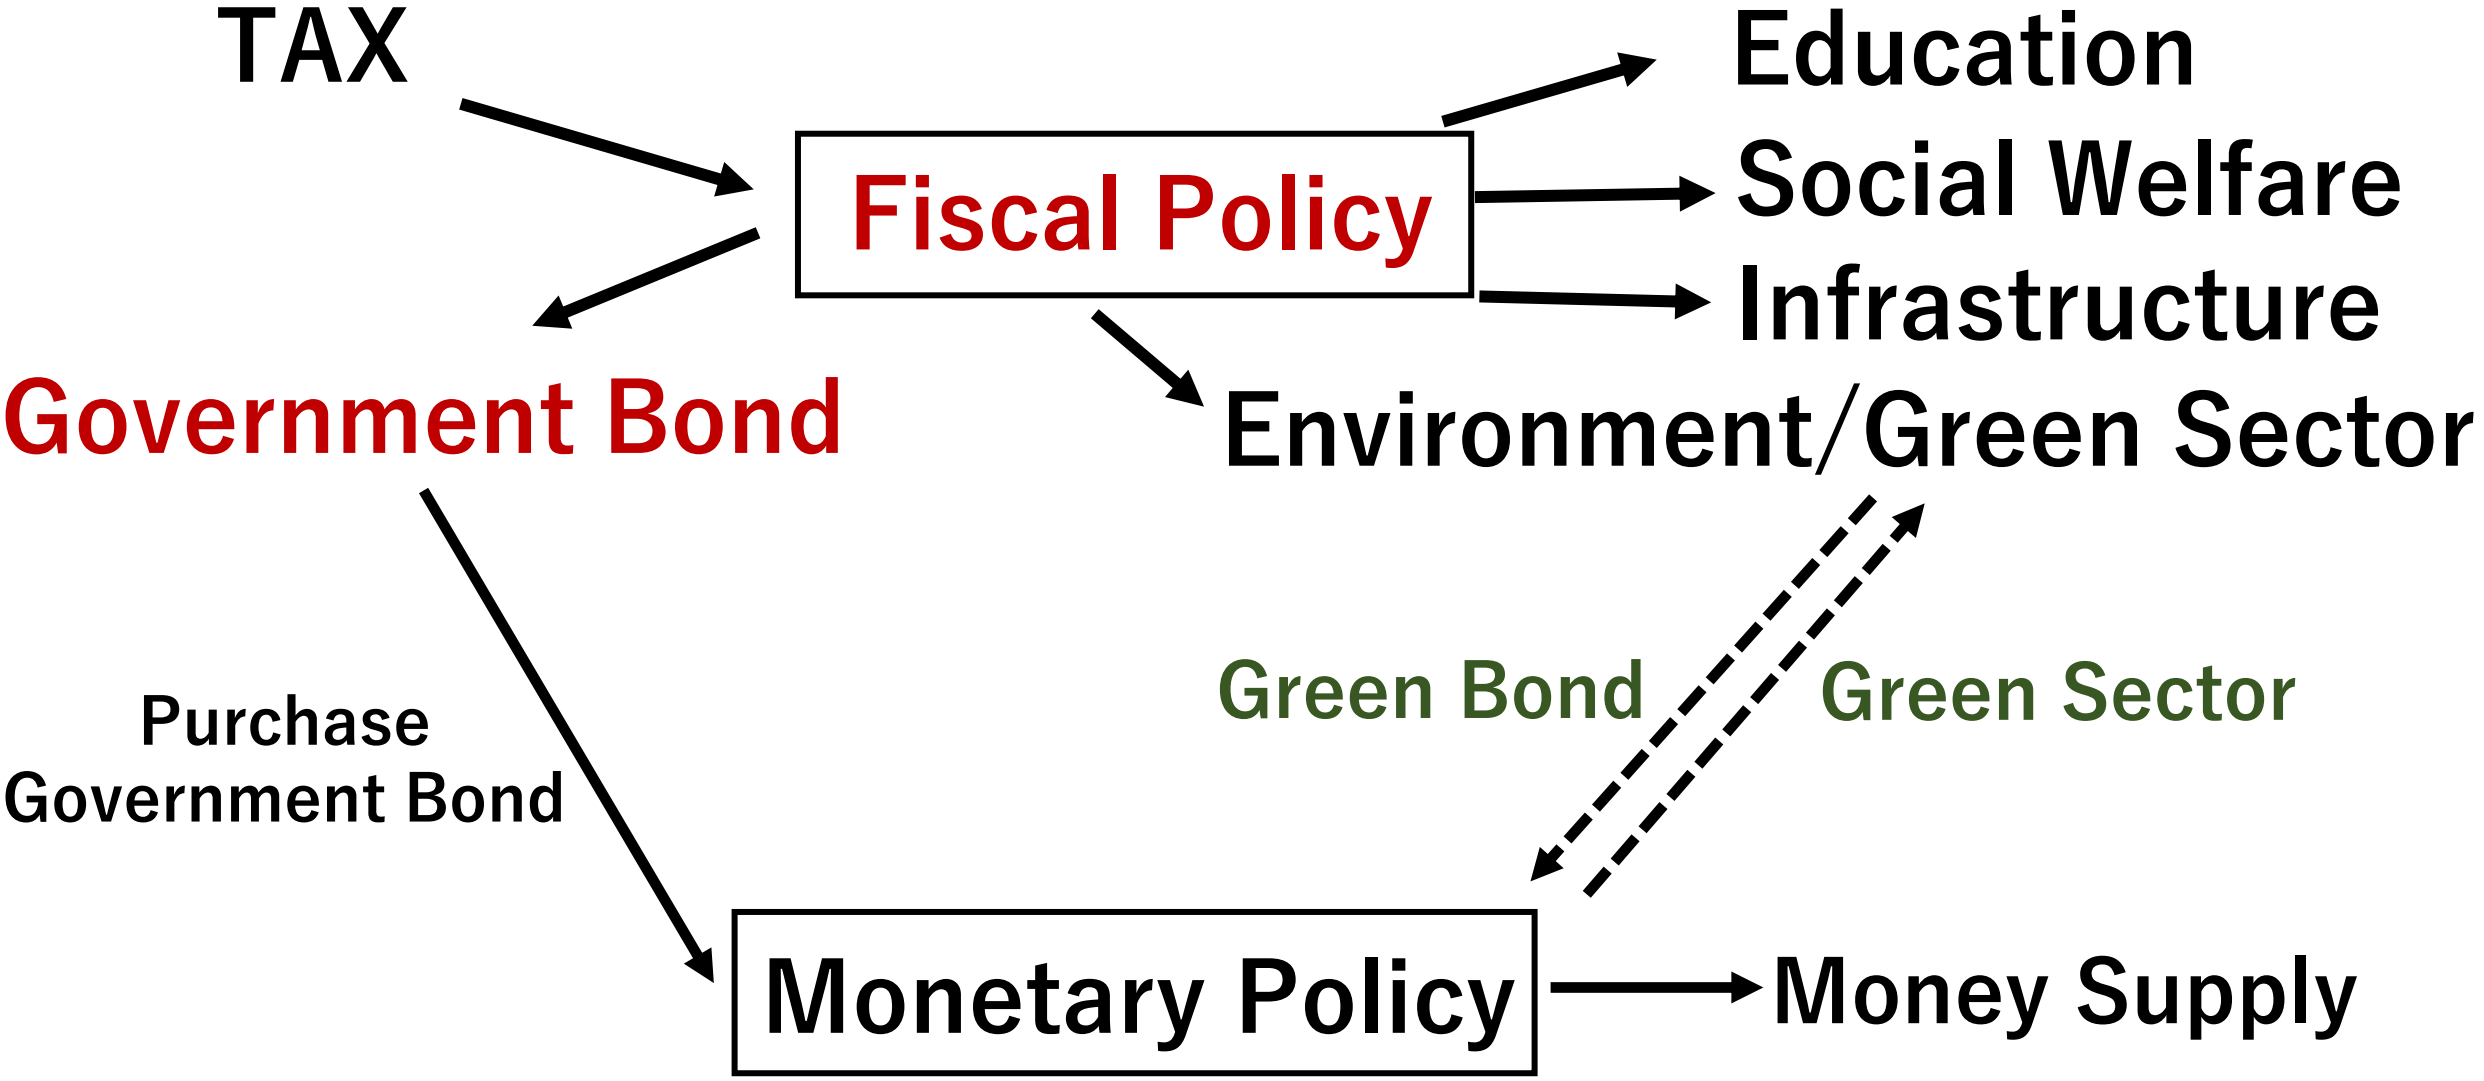 TAX
Education
Social Welfare
Fiscal Policy
Infrastructure
Government Bond
Environment/Green Sector
Green Bond
Green Sector
Purchase
Government Bond
Monetary Policy
Money Supply